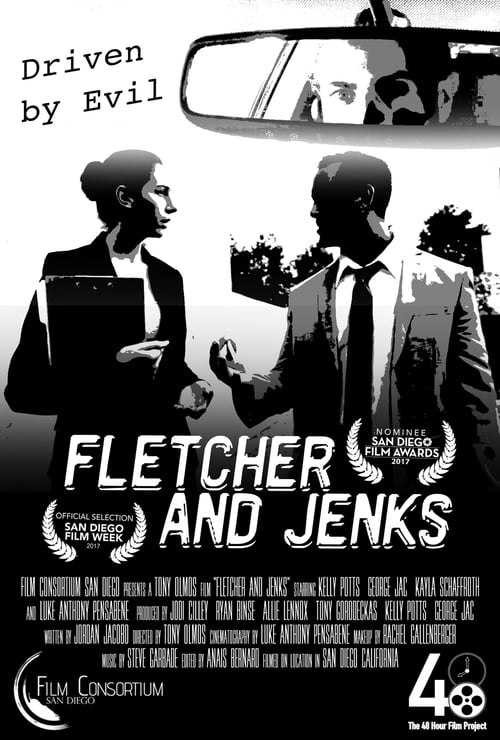 Driven
by Evil
FLETCHER
AND JENKS
NOMINEE
SAN DIEGO
FILM AWARDS
2017
OFFICIAL SELECTION
SAN DIEGO
FILM WEEK
2017
FILM CONSORTIUM SAN DIEGO PRESENTS A TONY OLMOS FILM "FLETCHER AND JENKS" STARRING KELLY POTTS GEORGE JAC KAYLA SCHAFFROTH
AND LUKE ANTHONY PENSABENE PRODUCED BY JODI CILLEY RYAN BINSE ALLIE LENNOX TONY GORODECKAS KELLY POTTS GEORGE JAC
WRITTEN BY JORDAN JACOBO DIRECTED BY TONY OLMOS CINEMATOGRAPHY BY LUKE ANTHONY PENSABENE MAKEUP BY RACHEL GALLENBERGER
MUSIC BY STEVE GARBADE EDITED BY ANAIS BERNARD FILMED ON LOCATION IN SAN DIEGO CALIFORNIA
FILM CONSORTIUM
SAN DIEGO
48
The 48 Hour Film Project